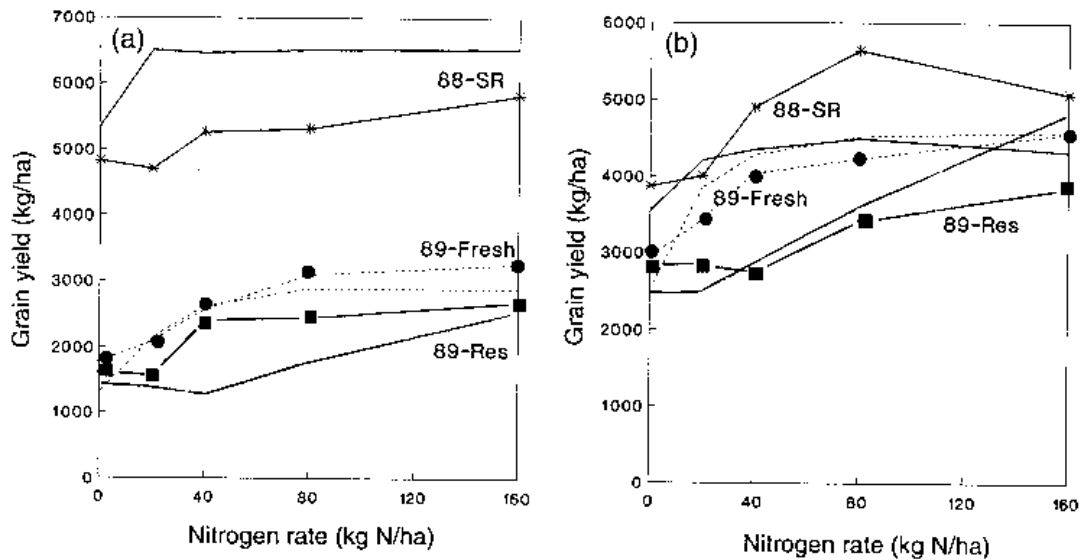 (a)
Grain yield (kg/ha)
7000
6000
5000
4000
3000
2000
1000
0
88-SR
89-Fresh
89-Res
0 40 80 120 160
Nitrogen rate (kg N/ha)
(b)
Grain yield (kg/ha)
6000
5000
4000
3000
2000
1000
0
88-SR
89-Fresh
89-Res
0 40 80 120 160
Nitrogen rate (kg N/ha)